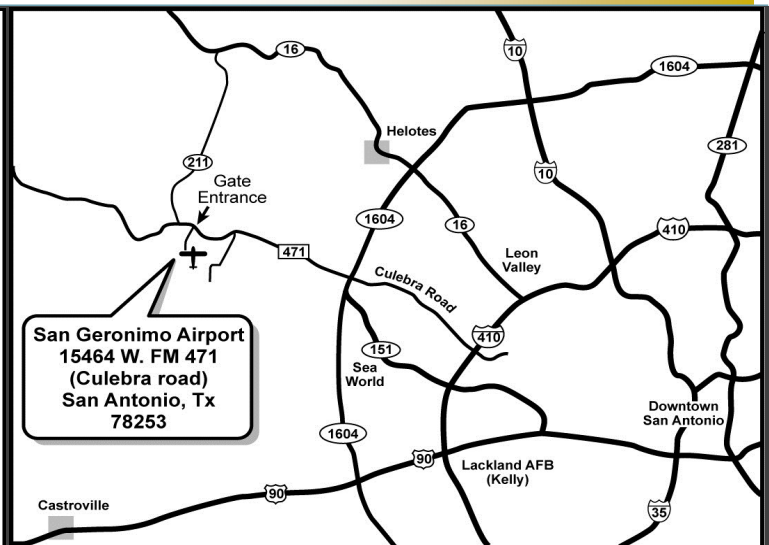 10
16
1604
Helotes
281
211
10
Gate
Entrance
1604
16
410
471
Leon
Valley
Culebra Road
San Geronimo Airport
15464 W. FM 471
(Culebra road)
San Antonio, Tx
78253
410
151
Sea
World
Downtown
San Antonio
1604
90
Lackland AFB
(Kelly)
90
Castroville
35